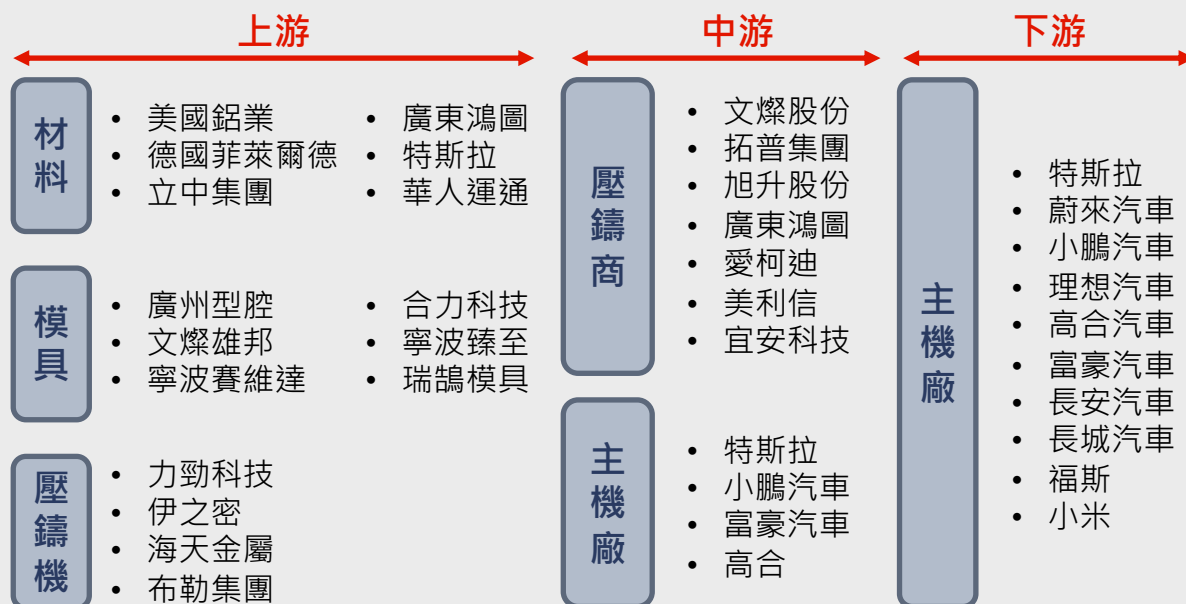 上游
材料
• 美國鋁業
• 德國菲萊爾德
• 立中集團
• 廣東鴻圖
• 特斯拉
• 華人運通
模具
• 廣州型腔
• 文燦雄邦
• 寧波賽維達
• 合力科技
• 寧波臻至
• 瑞鵠模具
壓鑄機
• 力勁科技
• 伊之密
• 海天金屬
• 布勒集團
中游
壓鑄商
• 文燦股份
• 拓普集團
• 旭升股份
• 廣東鴻圖
• 愛柯迪
• 美利信
• 宜安科技
主機廠
• 特斯拉
• 小鵬汽車
• 富豪汽車
• 高合
下游
主機廠
• 特斯拉
• 蔚來汽車
• 小鵬汽車
• 理想汽車
• 高合汽車
• 富豪汽車
• 長安汽車
• 長城汽車
• 福斯
• 小米